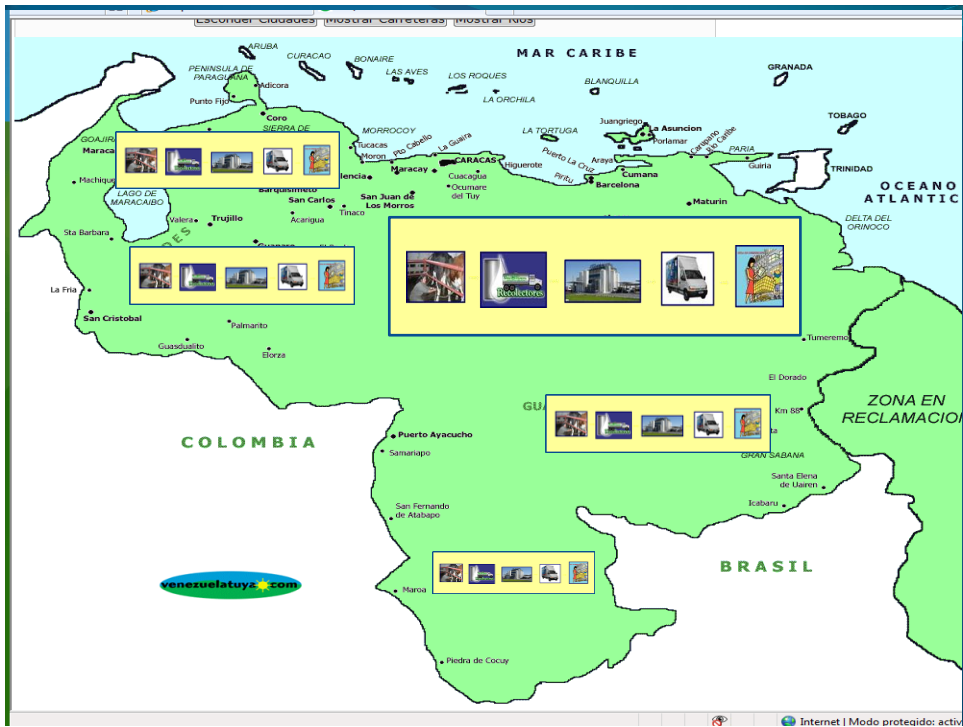 Esconder Ciudades Mostrar Carreteras Mostrar Rios
MAR CARIBE
ARUBA
CURACAO
BONAIRE
LAS AVES
LOS ROQUES
LA ORCHILA
BLANQUILLA
GRANADA
PENINSULA DE
PARAGUANA
Adicora
Punto Fijo
Coro
SIERRA DE
GOAJIRA
MORROCOY
Tucacas
Moron
Pto Cabello
La Guaira
LA TORTUGA
Juangriego
La Asuncion
Porlamar
Carupano
Rio Caribe
TOBAGO
PARIA
Guiria
TRINIDAD
CARACAS
Higuerote
Puerto La Cruz
Piritu
Araya
Cumana
Barcelona
Maracay
Cuacagua
Ocumare
del Tuy
San Juan de
Los Morros
San Carlos
Tinaco
Acarigua
LAGO DE
MARACAIBO
Valera
Trujillo
Sta Barbara
Maturin
OCEANO
ATLANTIC
DELTA DEL
ORINOCO
Recolectores
La Fria
San Cristobal
Palmarito
Guasdualito
Elorza
Tumeremo
El Dorado
Km 88
ZONA EN
RECLAMACION
GRAN SABANA
Santa Elena
de Uairen
Icabaru
COLOMBIA
Puerto Ayacucho
Samariapo
San Fernando
de Atabapo
BRASIL
venezuelatuya.com
Maroa
Piedra de Cocuy
Internet | Modo protegido: activ